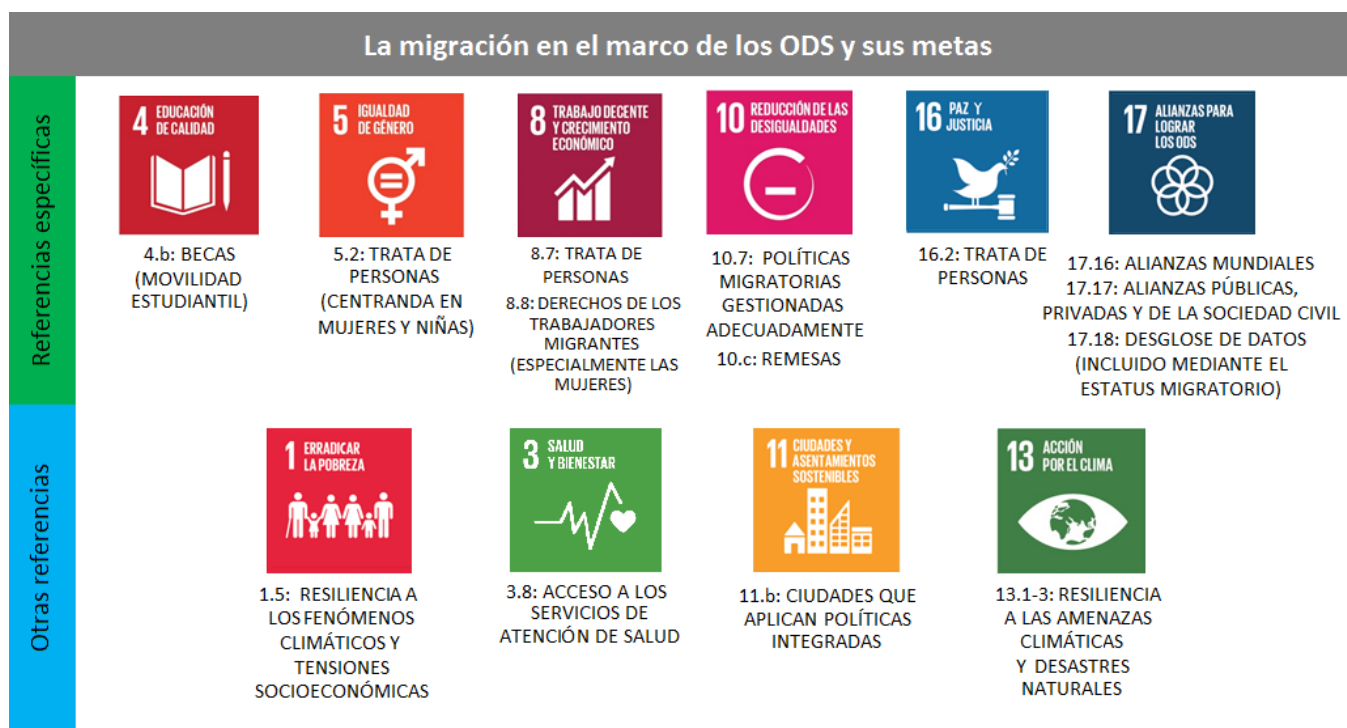 La migración en el marco de los ODS y sus metas
Referencias específicas
4 EDUCACIÓN
DE CALIDAD
4.b: BECAS
(MOVILIDAD
ESTUDIANTIL)
5 IGUALDAD
DE GÉNERO
5.2: TRATA DE
PERSONAS
(CENTRANDA EN
MUJERES Y NIÑAS)
8 TRABAJO DECENTE
Y CRECIMIENTO
ECONÓMICO
8.7: TRATA DE
PERSONAS
8.8: DERECHOS DE LOS
TRABAJADORES
MIGRANTES
(ESPECIALMENTE LAS
MUJERES)
10 REDUCCIÓN DE LAS
DESIGUALDADES
10.7: POLÍTICAS
MIGRATORIAS
GESTIONADAS
ADECUADAMENTE
10.c: REMESAS
16 PAZ Y
JUSTICIA
16.2: TRATA DE
PERSONAS
17 ALIANZAS PARA
LOGRAR
LOS ODS
17.16: ALIANZAS MUNDIALES
17.17: ALIANZAS PÚBLICAS,
PRIVADAS Y DE LA SOCIEDAD CIVIL
17.18: DESGLOSE DE DATOS
(INCLUIDO MEDIANTE EL
ESTATUS MIGRATORIO)
Otras referencias
1 ERRADICAR
LA POBREZA
1.5: RESILIENCIA A
LOS FENÓMENOS
CLIMÁTICOS Y
TENSIONES
SOCIOECONÓMICAS
3 SALUD
Y BIENESTAR
3.8: ACCESO A LOS
SERVICIOS DE
ATENCIÓN DE SALUD
11 CIUDADES Y
ASENTAMIENTOS
SOSTENIBLES
11.b: CIUDADES QUE
APLICAN POLÍTICAS
INTEGRADAS
13 ACCIÓN
POR EL CLIMA
13.1-3: RESILIENCIA
A LAS AMENAZAS
CLIMÁTICAS
Y DESASTRES
NATURALES